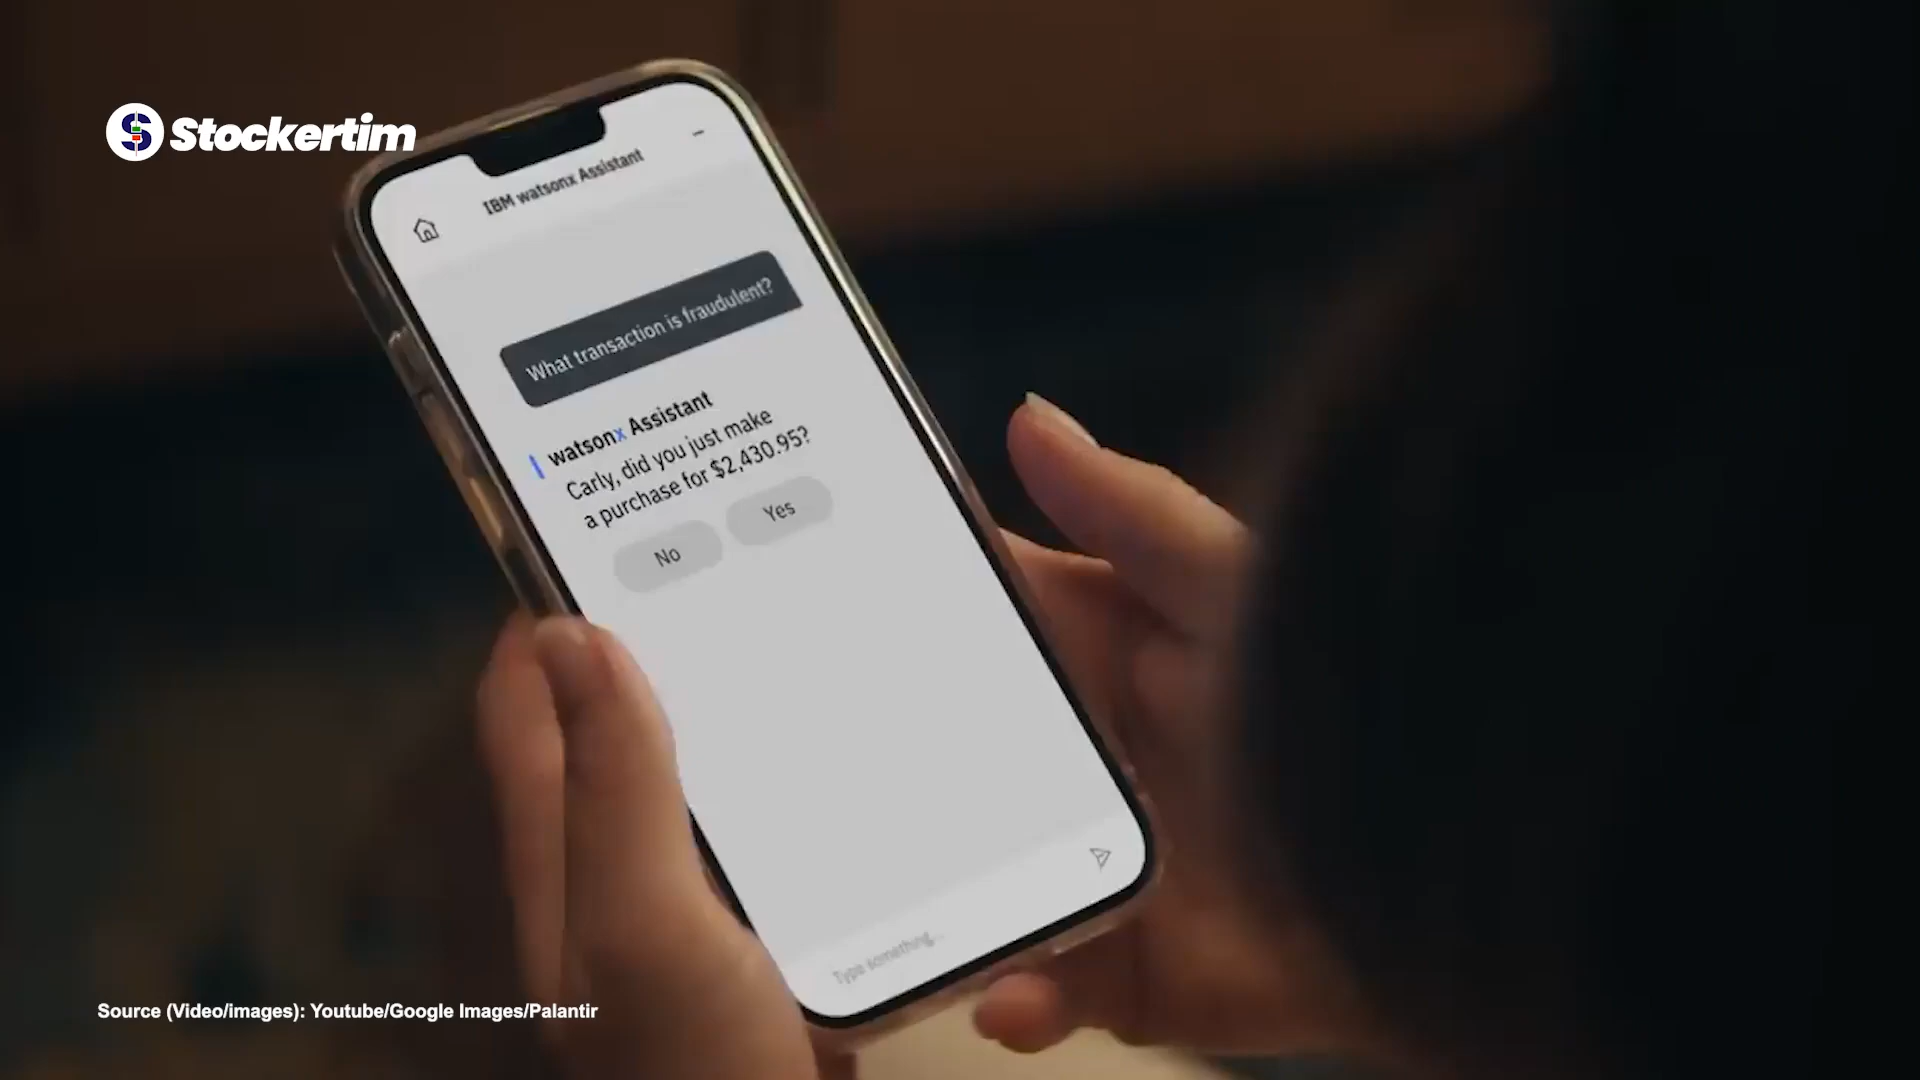 Stockertim
IBM watsonx Assistant
What transaction is fraudulent?
watsonx Assistant
Carly, did you just make
a purchase for $2,430.95?
No
Yes
Type something...
Source (Video/images): Youtube/Google Images/Palantir